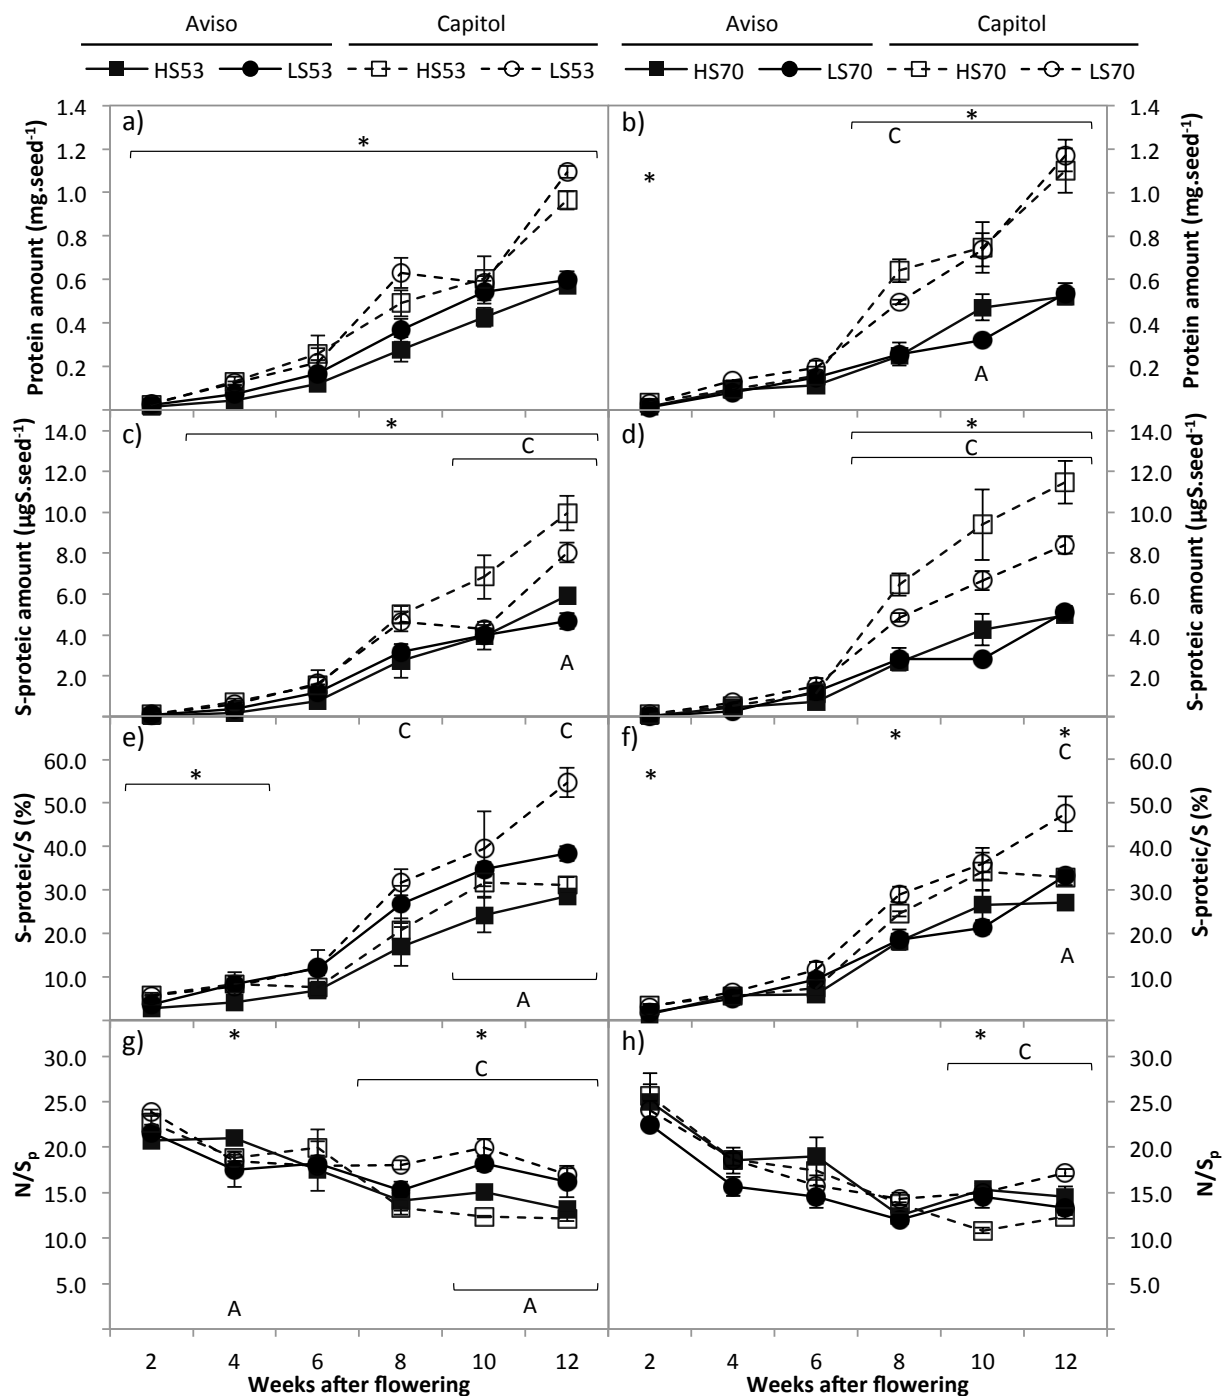 Aviso Capitol Aviso Capitol
HS53 LS53 HS53 LS53 HS70 LS70 HS70 LS70
a) * b) * C *
1.4 1.2 1.0 0.8 0.6 0.4 0.2
Protein amount (mg.seed⁻¹)
A
1.4 1.2 1.0 0.8 0.6 0.4 0.2
Protein amount (mg.seed⁻¹)
c) * C A d) * C
14.0 12.0 10.0 8.0 6.0 4.0 2.0
S-proteic amount (µgS.seed⁻¹)
14.0 12.0 10.0 8.0 6.0 4.0 2.0
S-proteic amount (µgS.seed⁻¹)
e) C C * A f) * * C * A
60.0 50.0 40.0 30.0 20.0 10.0
S-proteic/S (%)
60.0 50.0 40.0 30.0 20.0 10.0
S-proteic/S (%)
g) * * C A A h) * C
30.0 25.0 20.0 15.0 10.0 5.0
N/Sₚ
30.0 25.0 20.0 15.0 10.0 5.0
N/Sₚ
2 4 6 8 10 12 2 4 6 8 10 12
Weeks after flowering Weeks after flowering